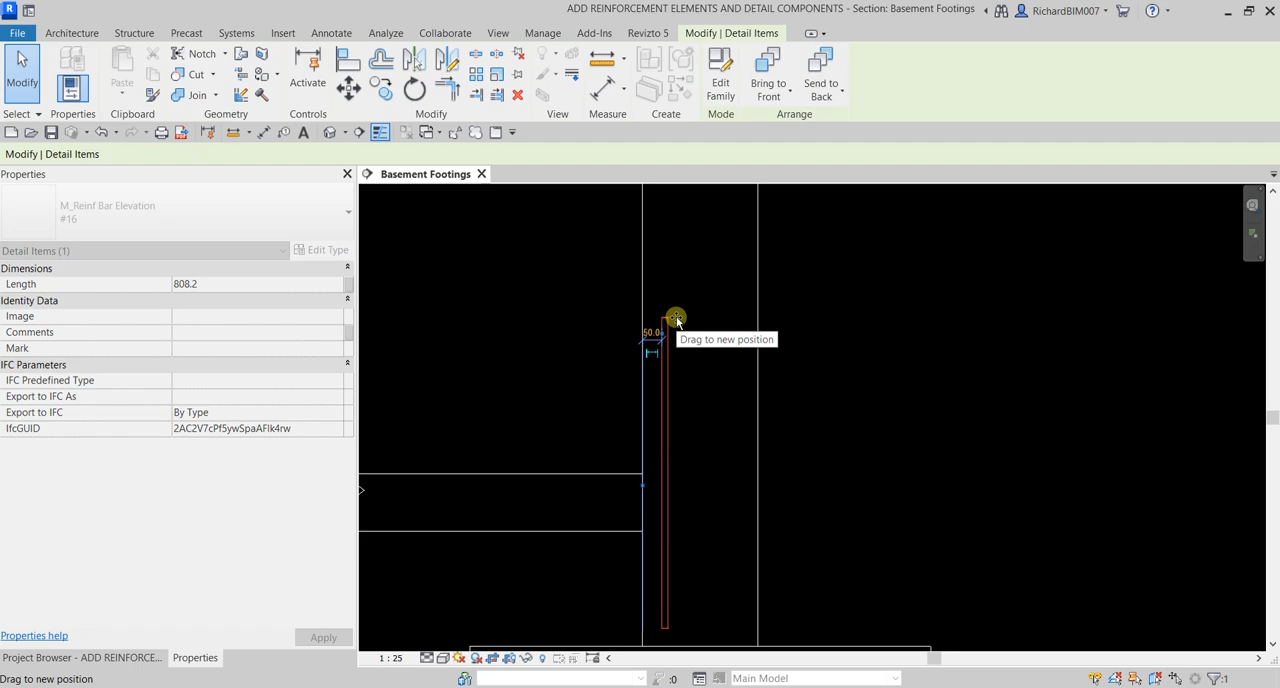 ADD REINFORCEMENT ELEMENTS AND DETAIL COMPONENTS - Section: Basement Footings
RichardBIM007
File Architecture Structure Precast Systems Insert Annotate Analyze Collaborate View Manage Add-Ins Revizto 5 Modify | Detail Items
Modify
Paste
Notch
Cut
Join
Activate
Edit Family
Bring to Front
Send to Back
Select Properties Clipboard Geometry Controls Modify View Measure Create Mode Arrange
Modify | Detail Items
Properties
Basement Footings
M_Reinf Bar Elevation
#16
Detail Items (1)
Edit Type
Dimensions
Length 808.2
Identity Data
Image
Comments
Mark
IFC Parameters
IFC Predefined Type
Export to IFC As
Export to IFC By Type
IfcGUID 2AC2V7cPf5ywSpaAFlk4rw
50.0
Drag to new position
Properties help
Apply
Project Browser - ADD REINFORCE...
Properties
1 : 25
Drag to new position
:0
Main Model
:1